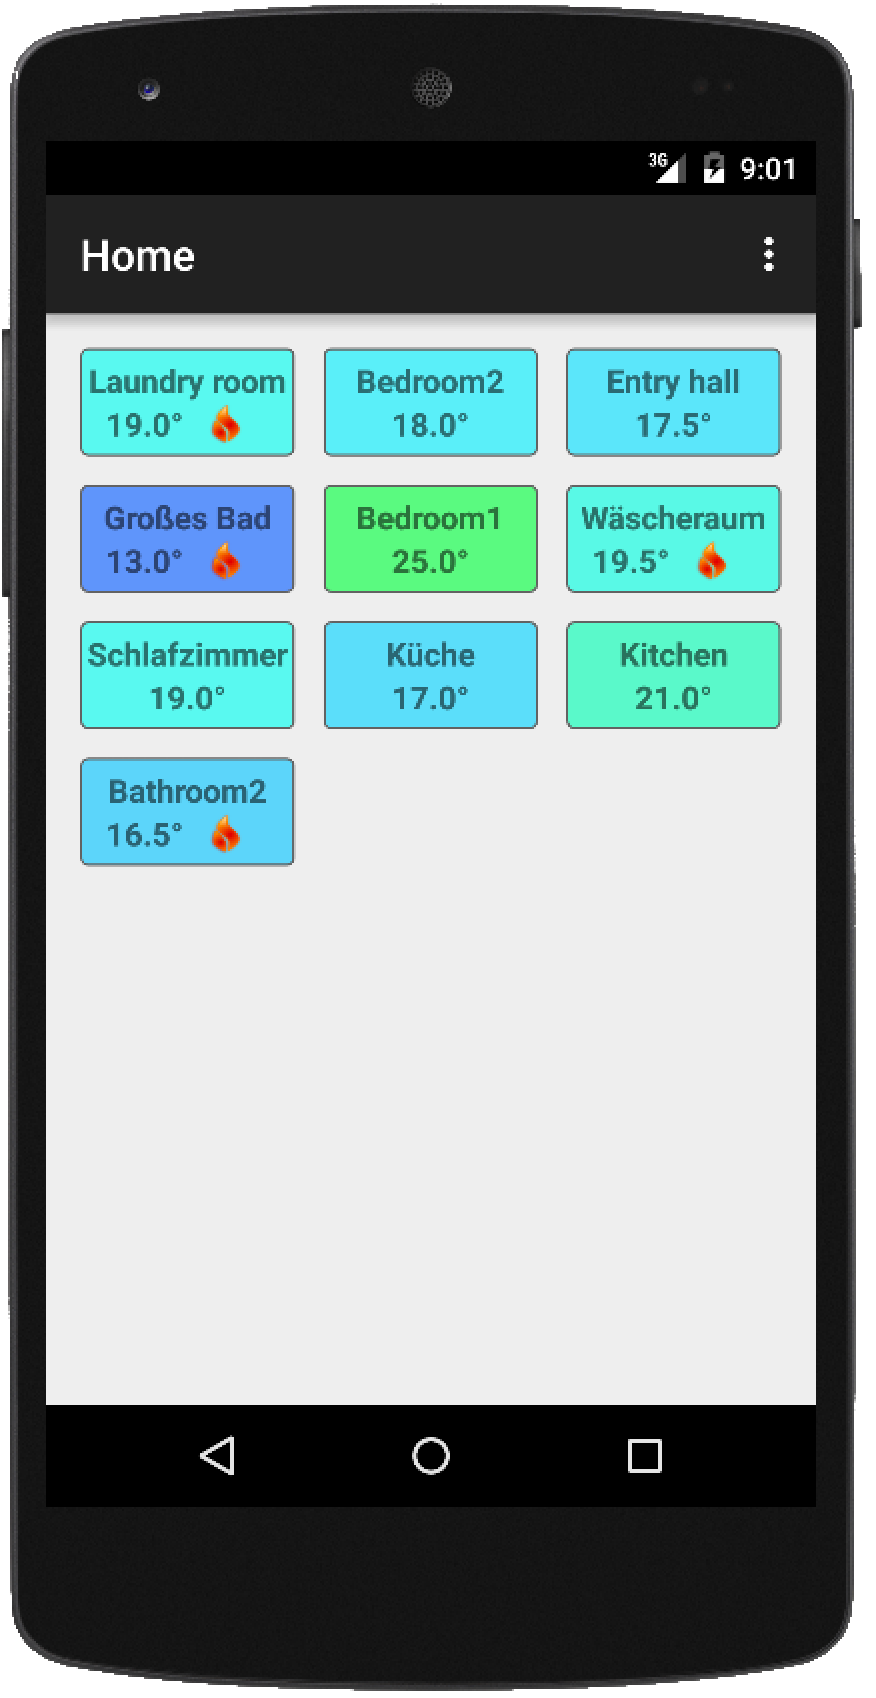 3G 9:01
Home
Laundry room
19.0°
Bedroom2
18.0°
Entry hall
17.5°
Großes Bad
13.0°
Bedroom1
25.0°
Wäscheraum
19.5°
Schlafzimmer
19.0°
Küche
17.0°
Kitchen
21.0°
Bathroom2
16.5°